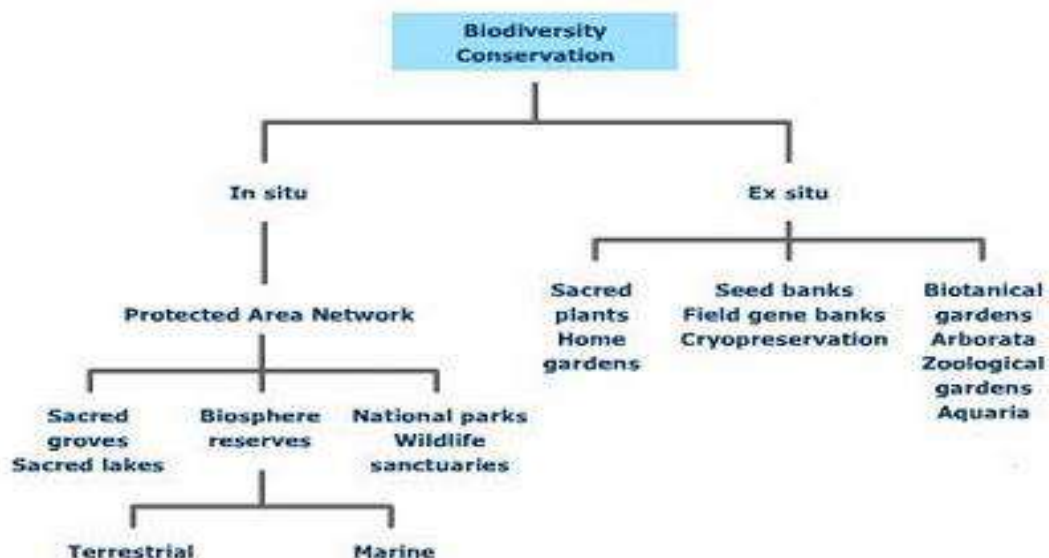 Biodiversity
Conservation
In situ
Ex situ
Protected Area Network
Sacred
plants
Home
gardens
Seed banks
Field gene banks
Cryopreservation
Biotanical
gardens
Arborata
Zoological
gardens
Aquaria
Sacred
groves
Sacred lakes
Biosphere
reserves
National parks
Wildlife
sanctuaries
Terrestrial
Marine